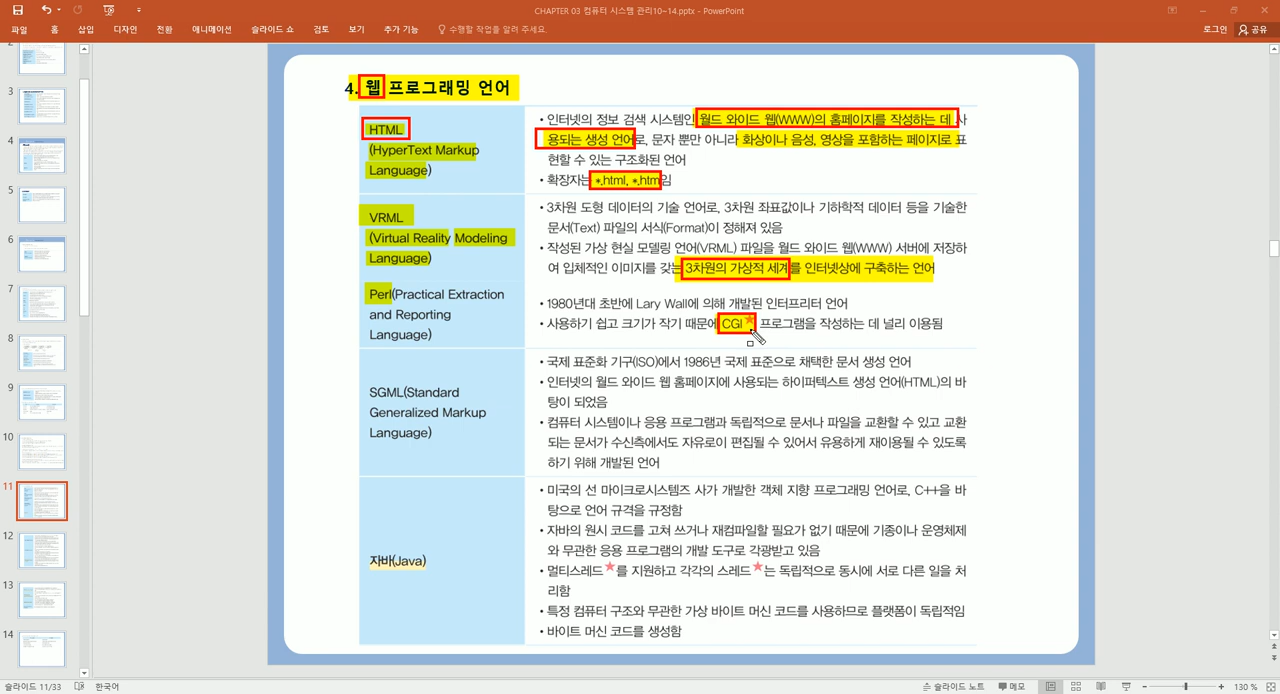 CHAPTER 03 컴퓨터 시스템 관리10~14.pptx - PowerPoint
파일 홈 삽입 디자인 전환 애니메이션 슬라이드 쇼 검토 보기 추가 기능 수행할 작업을 알려 주세요. 로그인 공유
4. 웹 프로그래밍 언어
HTML
(HyperText Markup
Language)
• 인터넷의 정보 검색 시스템인 월드 와이드 웹(WWW)의 홈페이지를 작성하는 데 사
용되는 생성 언어로, 문자 뿐만 아니라 화상이나 음성, 영상을 포함하는 페이지로 표
현할 수 있는 구조화된 언어
• 확장자는 *.html, *.htm임
VRML
(Virtual Reality Modeling
Language)
• 3차원 도형 데이터의 기술 언어로, 3차원 좌표값이나 기하학적 데이터 등을 기술한
문서(Text) 파일의 서식(Format)이 정해져 있음
• 작성된 가상 현실 모델링 언어(VRML) 파일을 월드 와이드 웹(WWW) 서버에 저장하
여 입체적인 이미지를 갖는 3차원의 가상적 세계를 인터넷상에 구축하는 언어
Perl(Practical Extraction
and Reporting
Language)
• 1980년대 초반에 Lary Wall에 의해 개발된 인터프리터 언어
• 사용하기 쉽고 크기가 작기 때문에 CGI★ 프로그램을 작성하는 데 널리 이용됨
SGML(Standard
Generalized Markup
Language)
• 국제 표준화 기구(ISO)에서 1986년 국제 표준으로 채택한 문서 생성 언어
• 인터넷의 월드 와이드 웹 홈페이지에 사용되는 하이퍼텍스트 생성 언어(HTML)의 바
탕이 되었음
• 컴퓨터 시스템이나 응용 프로그램과 독립적으로 문서나 파일을 교환할 수 있고 교환
되는 문서가 수신측에서도 자유로이 편집될 수 있어서 유용하게 재이용될 수 있도록
하기 위해 개발된 언어
자바(Java)
• 미국의 선 마이크로시스템즈 사가 개발한 객체 지향 프로그래밍 언어로, C++을 바
탕으로 언어 규격을 규정함
• 자바의 원시 코드를 고쳐 쓰거나 재컴파일할 필요가 없기 때문에 기종이나 운영체제
와 무관한 응용 프로그램의 개발 도구로 각광받고 있음
• 멀티스레드★를 지원하고 각각의 스레드★는 독립적으로 동시에 서로 다른 일을 처
리함
• 특정 컴퓨터 구조와 무관한 가상 바이트 머신 코드를 사용하므로 플랫폼이 독립적임
• 바이트 머신 코드를 생성함
2
3
4
5
6
7
8
9
10
11
12
13
14
슬라이드 11/33 한국어 슬라이드 노트 메모 130 %